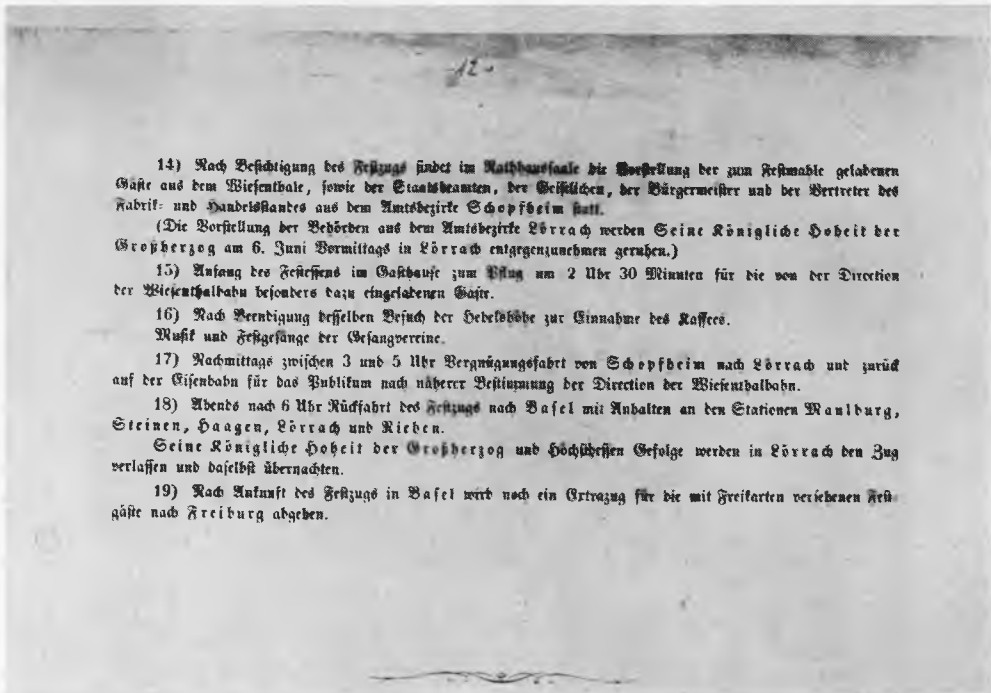 12.
14) Nach Besichtigung des Festzugs findet im Rathhaussaale die Vorstellung der zum Festmahle geladenen
Gäste aus dem Wiesenthale, sowie der Staatsbeamten, der Geistlichen, der Bürgermeister und der Vertreter des
Fabrik- und Handelsstandes aus dem Amtsbezirke Schopfheim statt.
(Die Vorstellung der Behörden aus dem Amtsbezirke Lörrach werden Seine Königliche Hoheit der
Großherzog am 6. Juni Vormittags in Lörrach entgegenzunehmen geruhen.)
15) Anfang des Festessens im Gasthause zum Pflug um 2 Uhr 30 Minuten für die von der Direction
der Wiesenthalbahn besonders dazu eingeladenen Gäste.
16) Nach Beendigung desselben Besuch der Hebelshöhe zur Einnahme des Kaffees.
Musik und Festgesänge der Gesangvereine.
17) Nachmittags zwischen 3 und 5 Uhr Vergnügungsfahrt von Schopfheim nach Lörrach und zurück
auf der Eisenbahn für das Publikum nach näherer Bestimmung der Direction der Wiesenthalbahn.
18) Abends nach 6 Uhr Rückfahrt des Festzugs nach Basel mit Anhalten an den Stationen Maulburg,
Steinen, Haagen, Lörrach und Riehen.
Seine Königliche Hoheit der Großherzog und Höchstdessen Gefolge werden in Lörrach den Zug
verlassen und daselbst übernachten.
19) Nach Ankunft des Festzugs in Basel wird noch ein Extrazug für die mit Freikarten versehenen Fest-
gäste nach Freiburg abgehen.